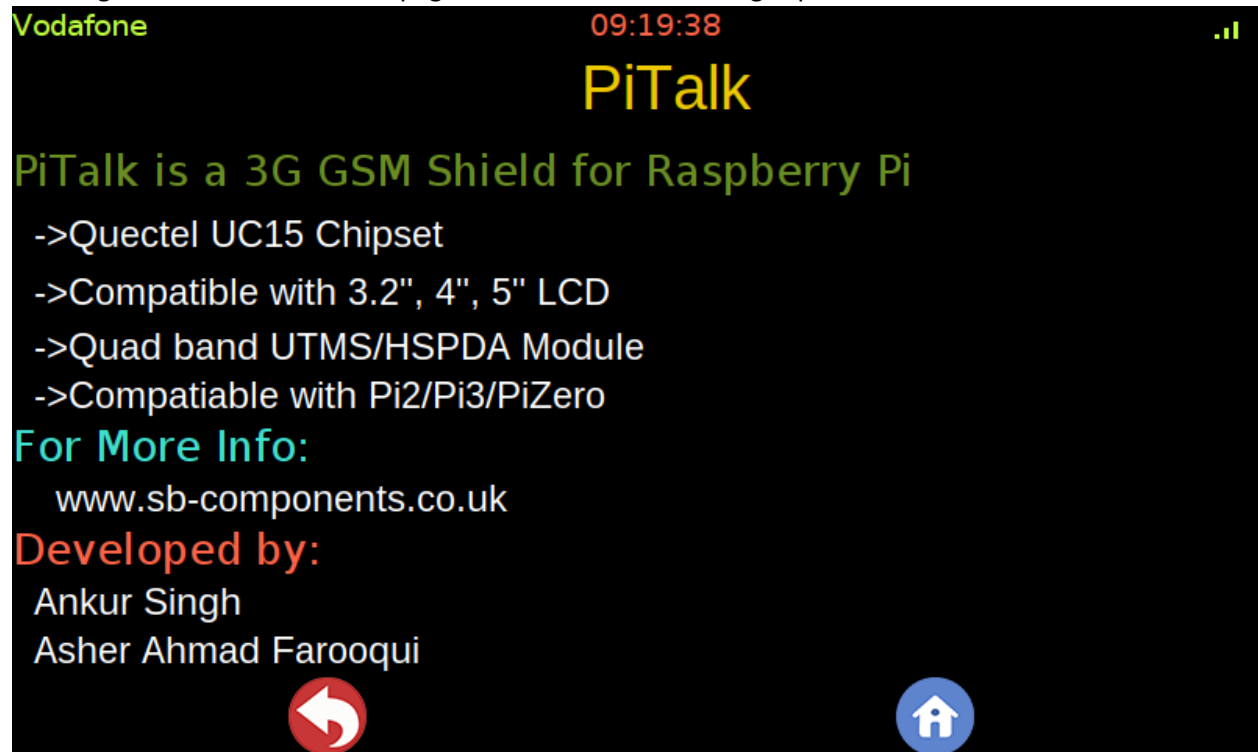 Vodafone 09:19:38
PiTalk
PiTalk is a 3G GSM Shield for Raspberry Pi
->Quectel UC15 Chipset
->Compatible with 3.2'', 4'', 5'' LCD
->Quad band UTMS/HSPDA Module
->Compatiable with Pi2/Pi3/PiZero
For More Info:
www.sb-components.co.uk
Developed by:
Ankur Singh
Asher Ahmad Farooqui